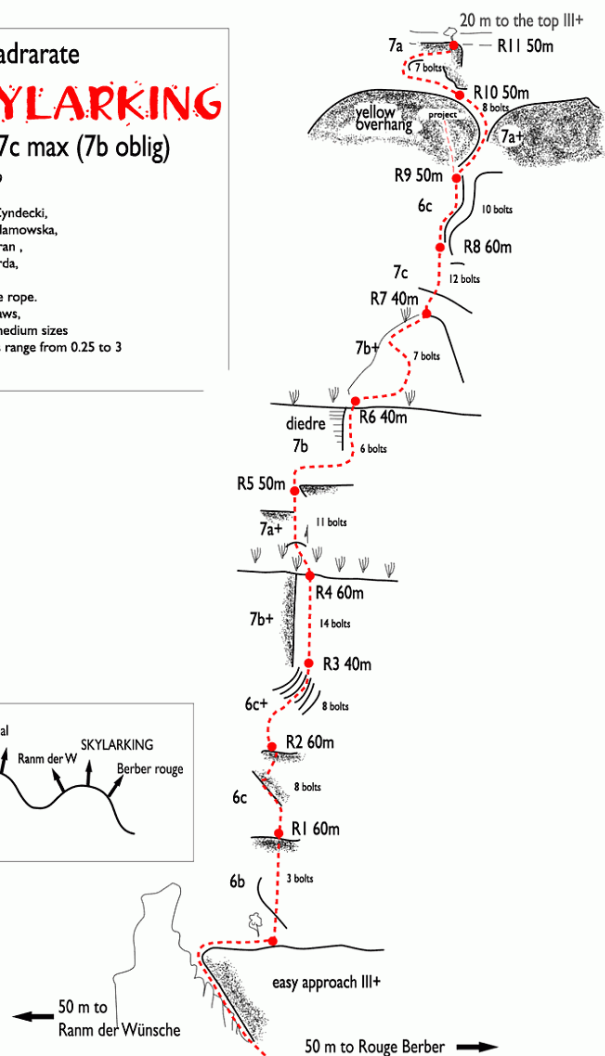 adrarate
YLARKING
7c max (7b oblig)
Cyndecki,
lamowska,
ran ,
rda,
e rope.
aws,
medium sizes
s range from 0.25 to 3
20 m to the top III+
7a
R11 50m
7 bolts
R10 50m
8 bolts
yellow
overhang
project
7a+
R9 50m
6c
10 bolts
R8 60m
7c
12 bolts
R7 40m
7b+
7 bolts
R6 40m
diedre
7b
6 bolts
R5 50m
7a+
11 bolts
R4 60m
7b+
14 bolts
R3 40m
6c+
8 bolts
R2 60m
6c
8 bolts
R1 60m
6b
3 bolts
al
Ranm der W
SKYLARKING
Berber rouge
easy approach III+
50 m to
Ranm der Wünsche
50 m to Rouge Berber